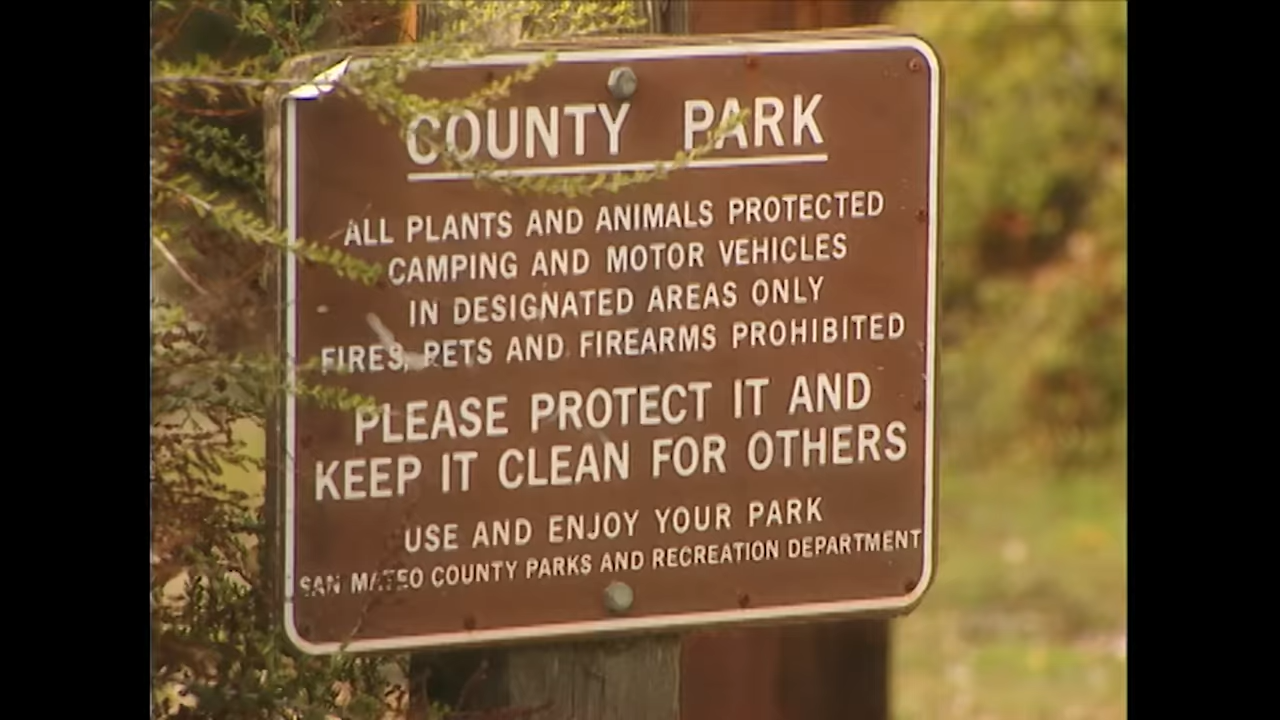 COUNTY PARK
ALL PLANTS AND ANIMALS PROTECTED
CAMPING AND MOTOR VEHICLES
IN DESIGNATED AREAS ONLY
FIRES, PETS AND FIREARMS PROHIBITED
PLEASE PROTECT IT AND
KEEP IT CLEAN FOR OTHERS
USE AND ENJOY YOUR PARK
SAN MATEO COUNTY PARKS AND RECREATION DEPARTMENT